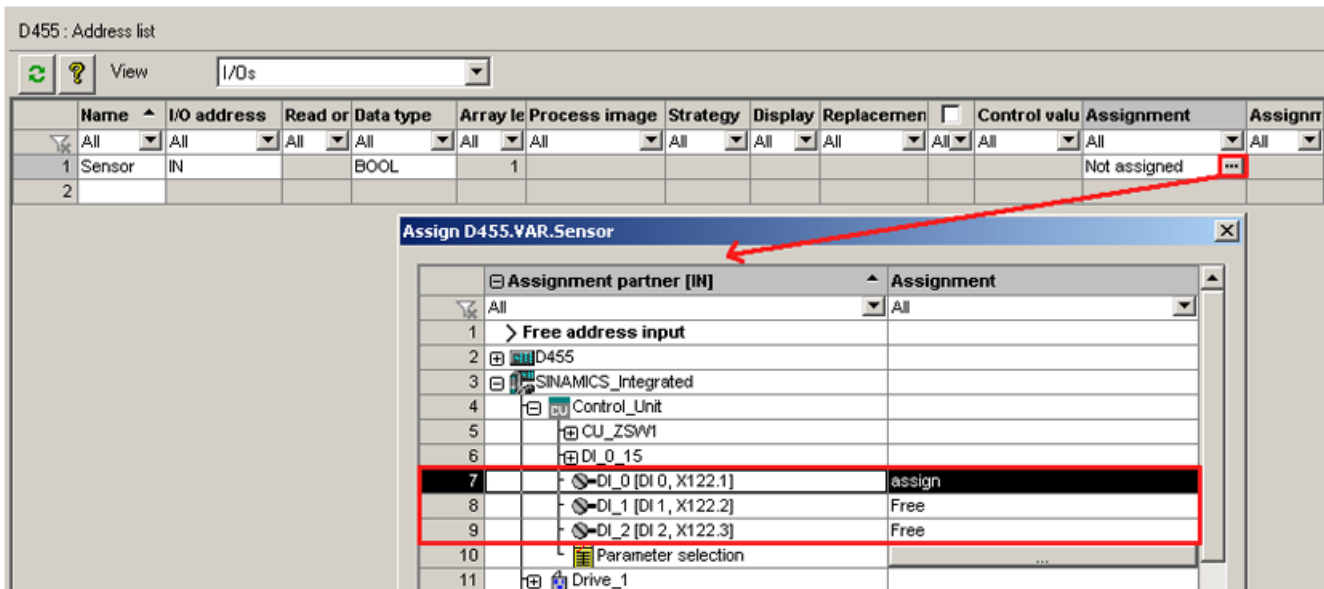 D455 : Address list
View I/Os
Name I/O address Read or Data type Array le Process image Strategy Display Replacemen Control valu Assignment Assignm
All All All All All All All All All All All All All
1 Sensor IN BOOL 1 Not assigned ...
2
Assign D455.VAR.Sensor
Assignment partner [IN] Assignment
All All
1 Free address input
2 D455
3 SINAMICS_Integrated
4 CU Control_Unit
5 CU_ZSW1
6 DI_0_15
7 DI_0 [DI 0, X122.1] assign
8 DI_1 [DI 1, X122.2] Free
9 DI_2 [DI 2, X122.3] Free
10 Parameter selection ...
11 Drive_1